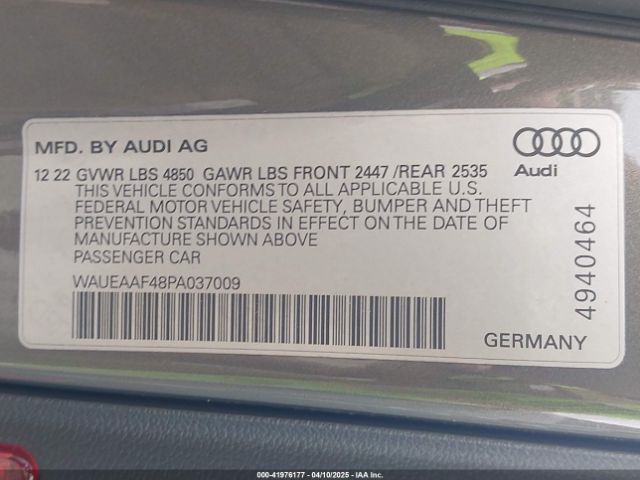 MFD. BY AUDI AG
12 22 GVWR LBS 4850 GAWR LBS FRONT 2447 /REAR 2535
THIS VEHICLE CONFORMS TO ALL APPLICABLE U.S.
FEDERAL MOTOR VEHICLE SAFETY, BUMPER AND THEFT
PREVENTION STANDARDS IN EFFECT ON THE DATE OF
MANUFACTURE SHOWN ABOVE
PASSENGER CAR
WAUEAAF48PA037009
Audi
4940464
GERMANY
000-41976177 - 04/10/2025 - IAA Inc.